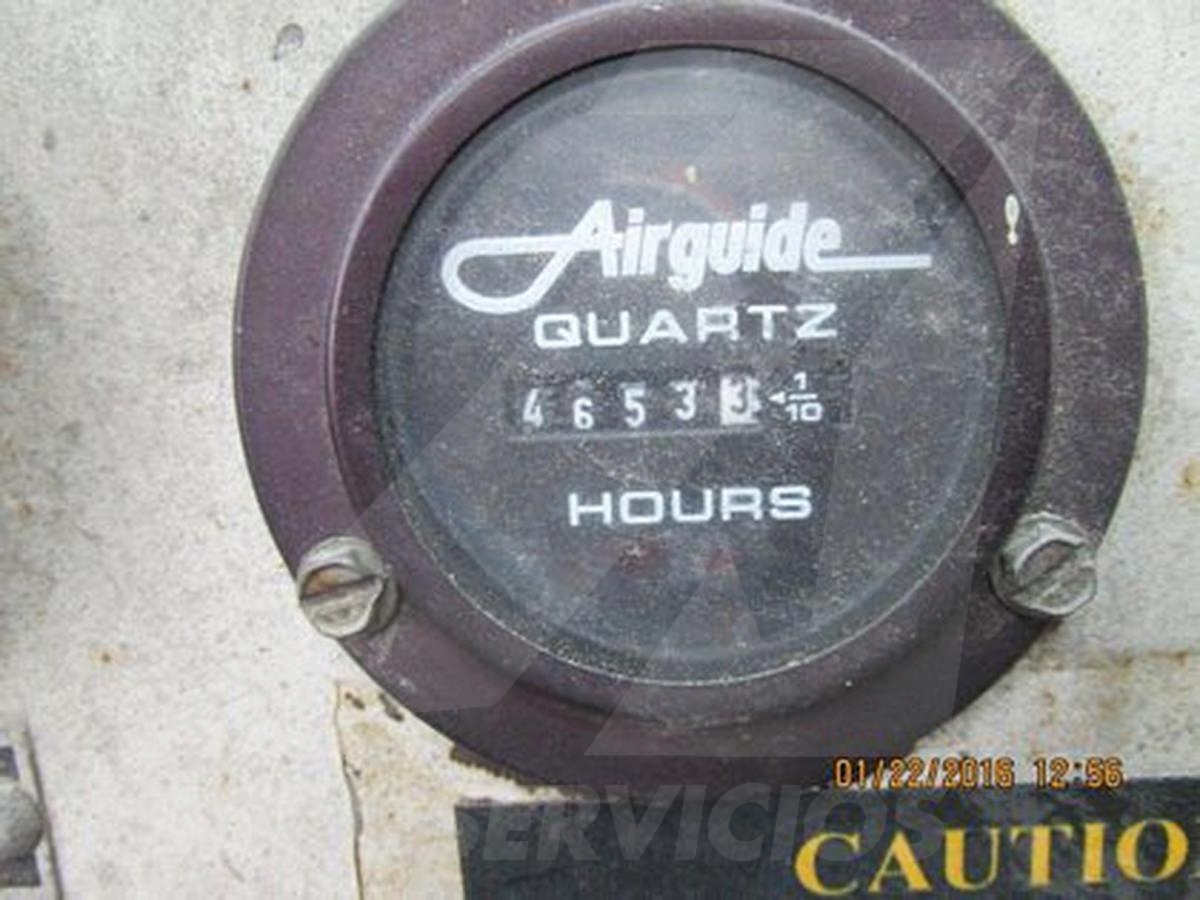 Airguide
QUARTZ
4 6 5 3 3 ◄ 1/10
HOURS
01/22/2016 12:56
SERVICIOS
CAUTIO